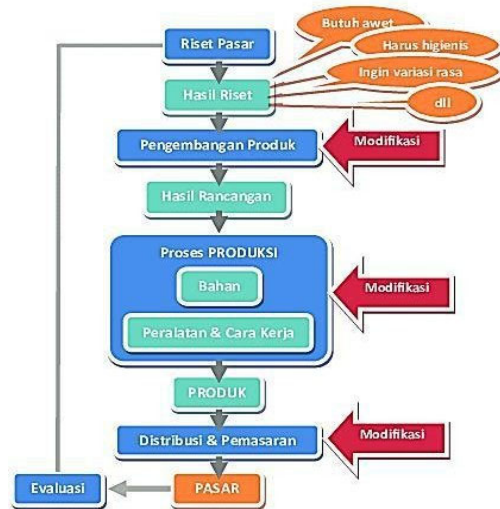 Butuh awet
Riset Pasar
Harus higienis
Ingin variasi rasa
Hasil Riset
dll
Pengembangan Produk
Modifikasi
Hasil Rancangan
Proses PRODUKSI
Bahan
Modifikasi
Peralatan & Cara Kerja
PRODUK
Distribusi & Pemasaran
Modifikasi
Evaluasi
PASAR